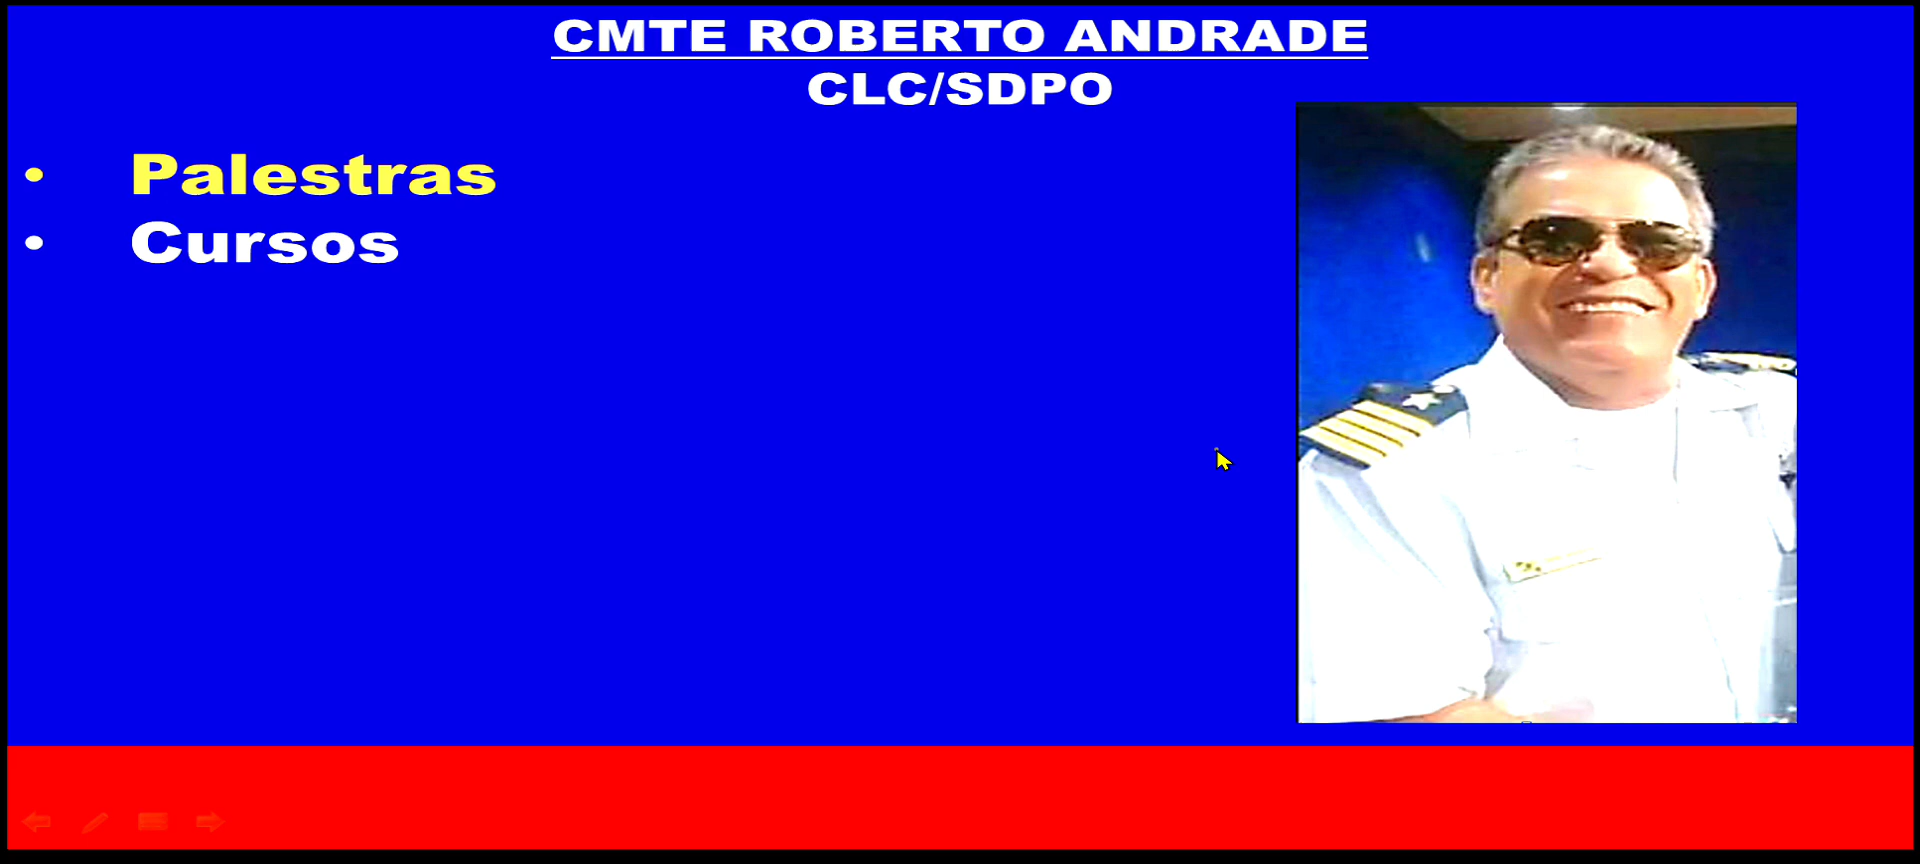 CMTE ROBERTO ANDRADE
CLC/SDPO
• Palestras
• Cursos